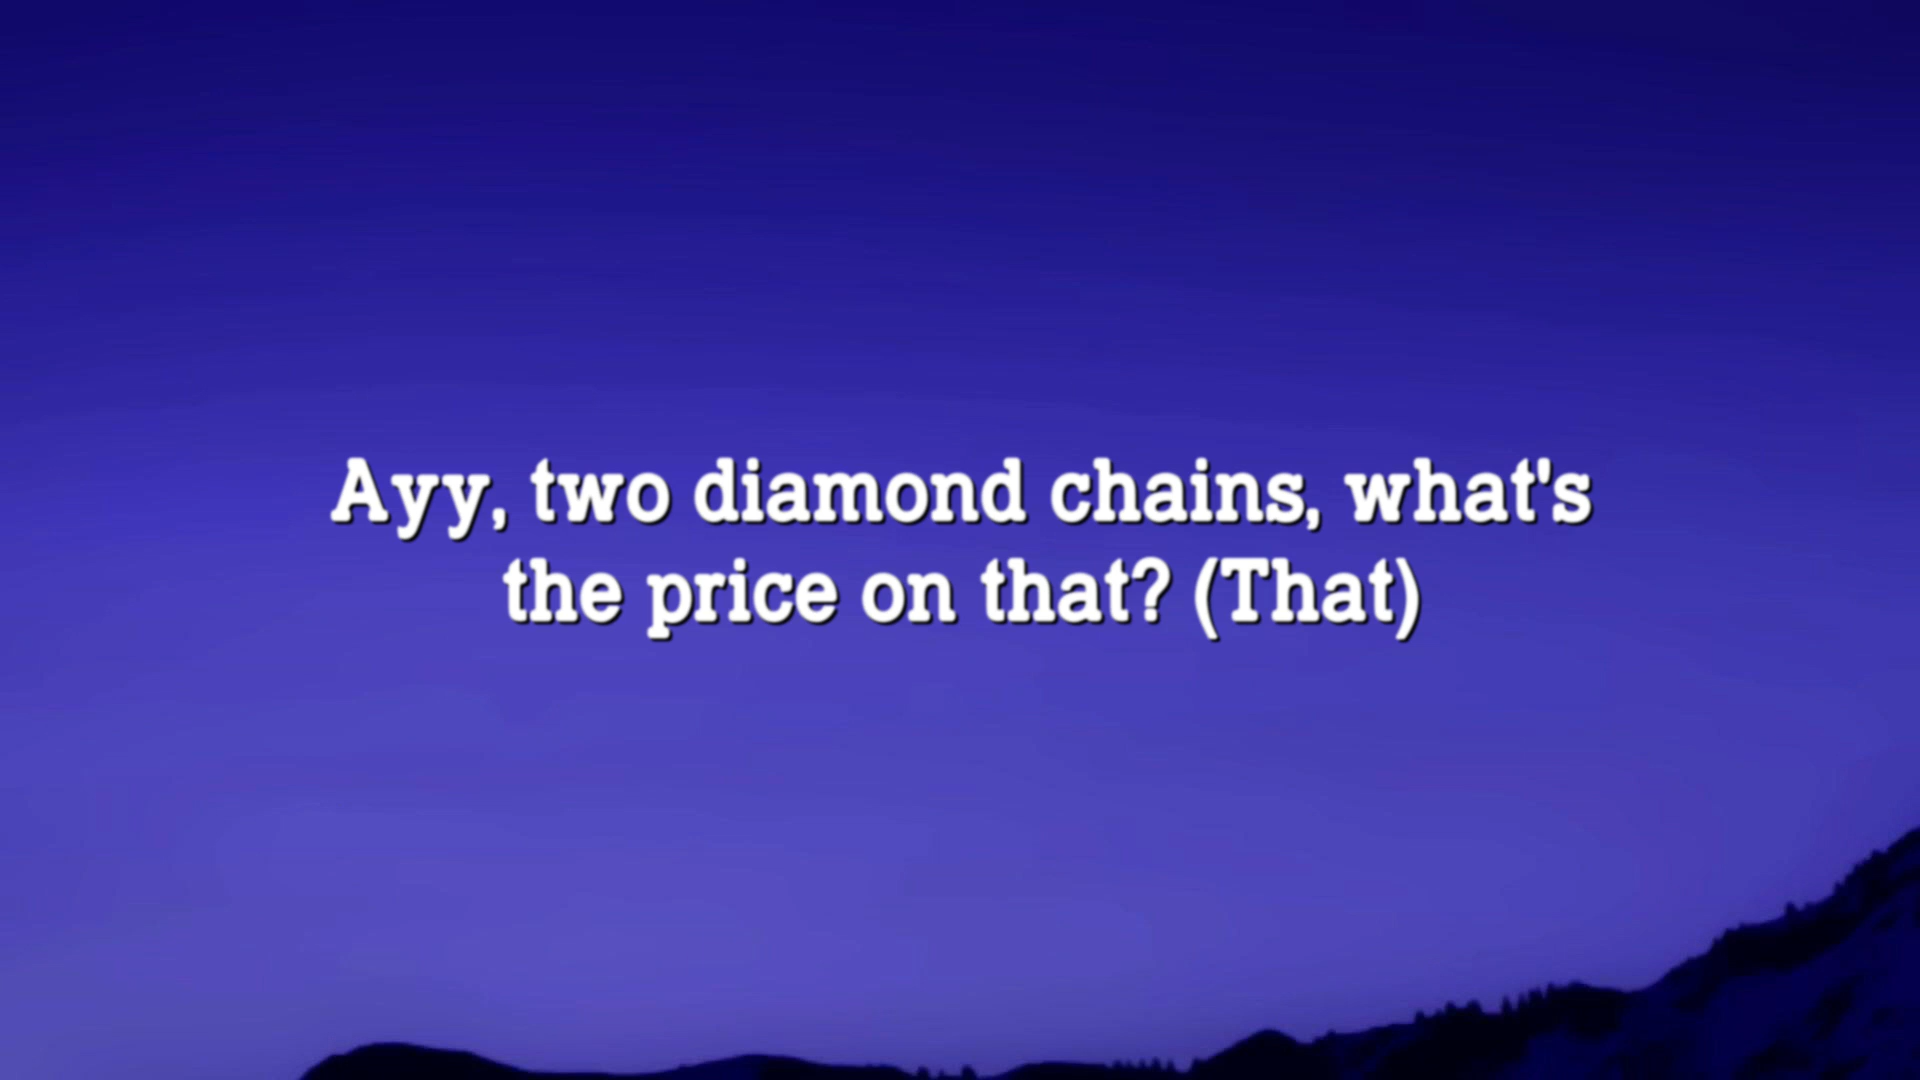 Ayy, two diamond chains, what's
the price on that? (That)